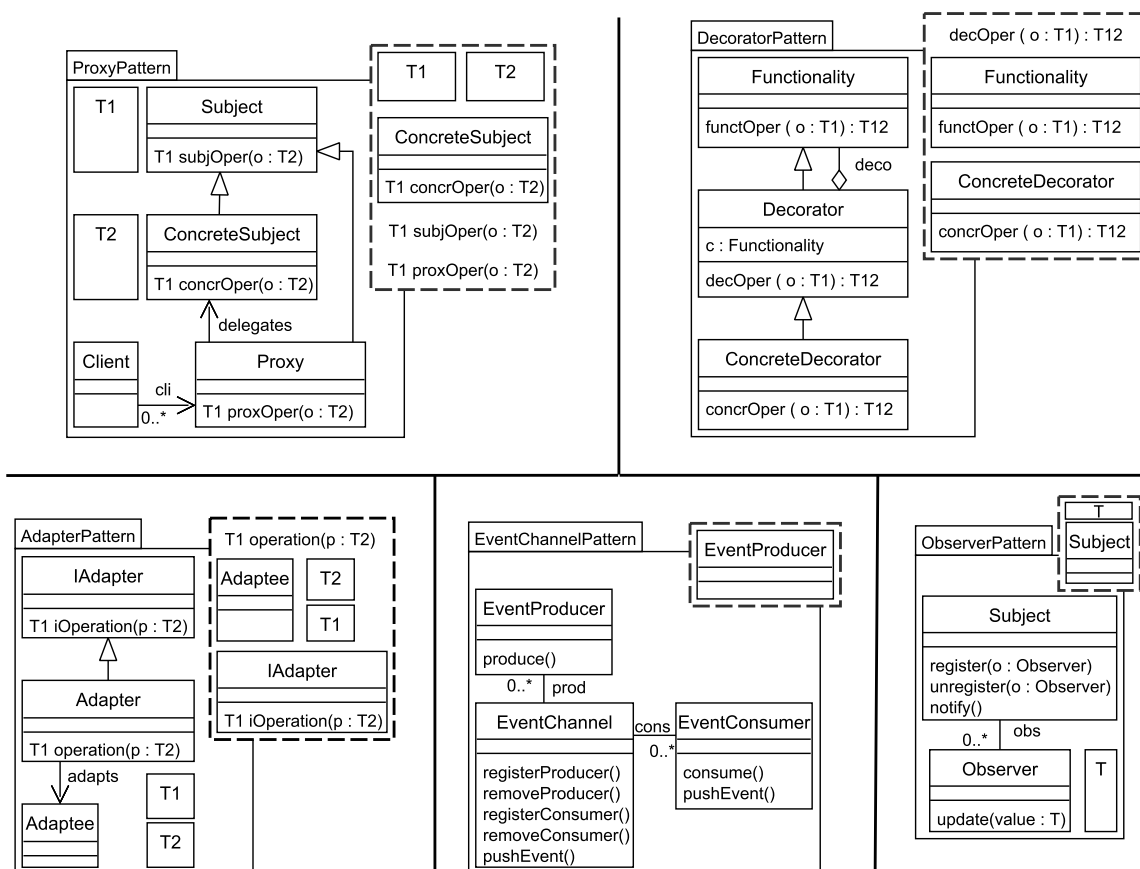 ProxyPattern
T1
Subject
T1 subjOper(o : T2)
T2
ConcreteSubject
T1 concrOper(o : T2)
delegates
Client
cli
0..*
Proxy
T1 proxOper(o : T2)
T1
T2
ConcreteSubject
T1 concrOper(o : T2)
T1 subjOper(o : T2)
T1 proxOper(o : T2)
DecoratorPattern
Functionality
functOper ( o : T1) : T12
deco
Decorator
c : Functionality
decOper ( o : T1) : T12
ConcreteDecorator
concrOper ( o : T1) : T12
decOper ( o : T1) : T12
Functionality
functOper ( o : T1) : T12
ConcreteDecorator
concrOper ( o : T1) : T12
AdapterPattern
IAdapter
T1 iOperation(p : T2)
Adapter
T1 operation(p : T2)
adapts
Adaptee
T1
T2
T1 operation(p : T2)
Adaptee
T2
T1
IAdapter
T1 iOperation(p : T2)
EventChannelPattern
EventProducer
EventProducer
produce()
0..*
prod
EventChannel
registerProducer()
removeProducer()
registerConsumer()
removeConsumer()
pushEvent()
cons
0..*
EventConsumer
consume()
pushEvent()
ObserverPattern
T
Subject
Subject
register(o : Observer)
unregister(o : Observer)
notify()
0..*
obs
Observer
update(value : T)
T